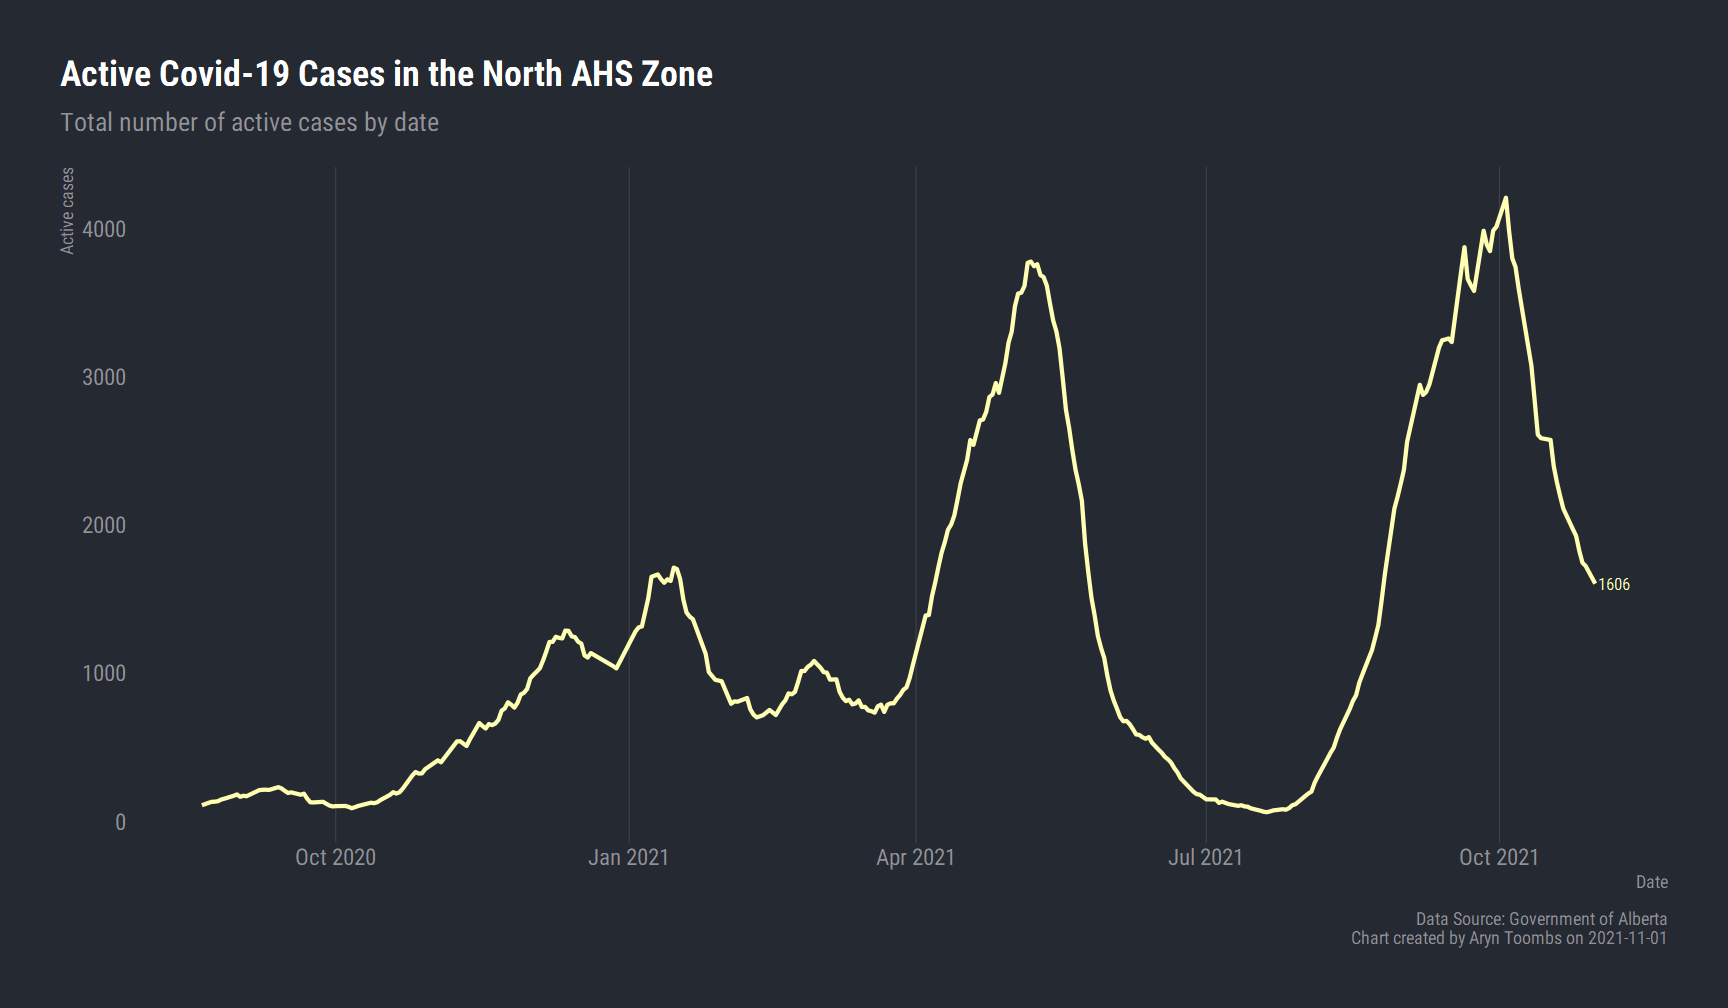 Active Covid-19 Cases in the North AHS Zone
Total number of active cases by date
Active cases
4000
3000
2000
1000
0
1606
Oct 2020
Jan 2021
Apr 2021
Jul 2021
Oct 2021
Date
Data Source: Government of Alberta
Chart created by Aryn Toombs on 2021-11-01